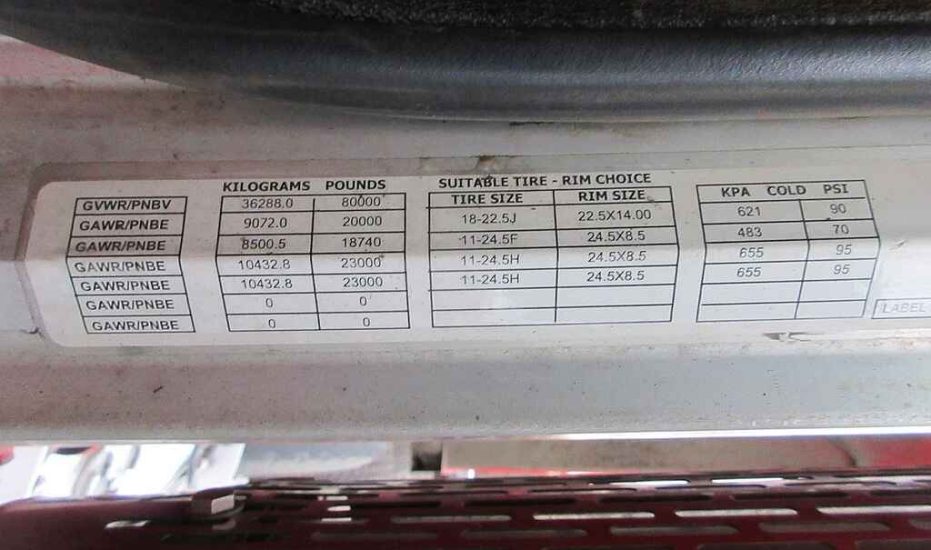 KILOGRAMS POUNDS SUITABLE TIRE - RIM CHOICE
TIRE SIZE RIM SIZE KPA COLD PSI
GVWR/PNBV 36288.0 80000
GAWR/PNBE 9072.0 20000 18-22.5J 22.5X14.00 621 90
GAWR/PNBE 8500.5 18740 11-24.5F 24.5X8.5 483 70
GAWR/PNBE 10432.8 23000 11-24.5H 24.5X8.5 655 95
GAWR/PNBE 10432.8 23000 11-24.5H 24.5X8.5 655 95
GAWR/PNBE 0 0
GAWR/PNBE 0 0
LABEL